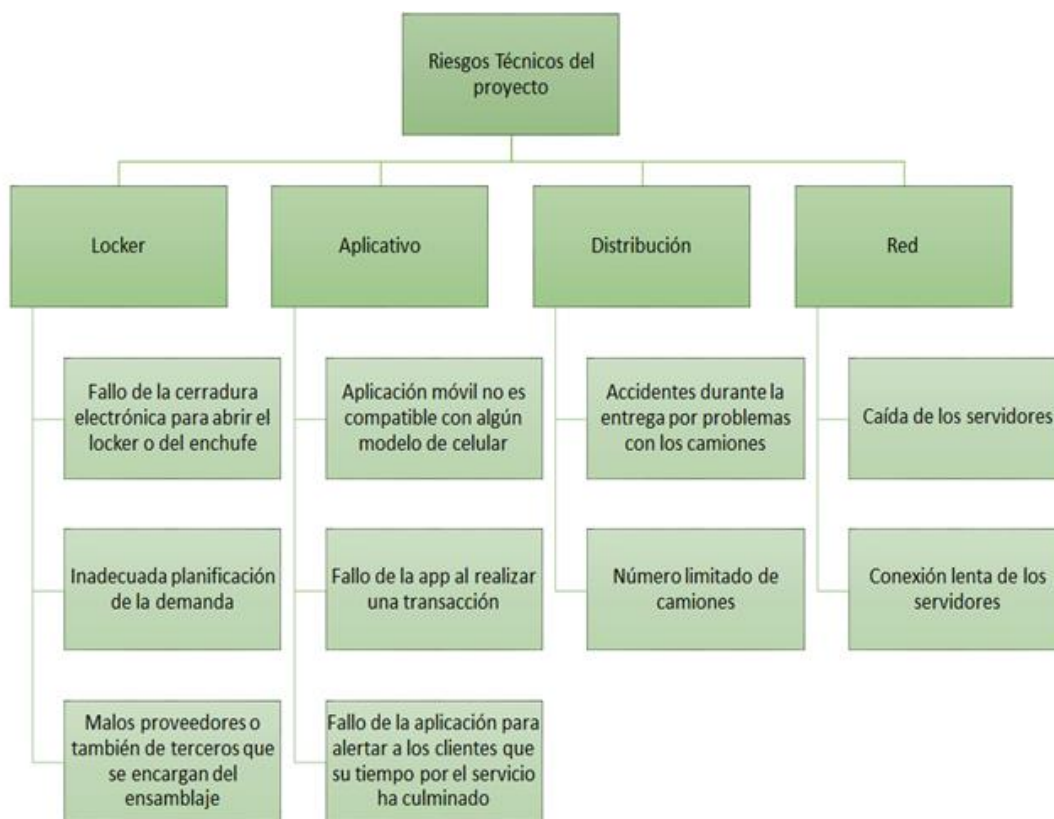 Riesgos Técnicos del
proyecto
Locker
Aplicativo
Distribución
Red
Fallo de la cerradura
electrónica para abrir el
locker o del enchufe
Aplicación móvil no es
compatible con algún
modelo de celular
Accidentes durante la
entrega por problemas
con los camiones
Caída de los servidores
Inadecuada planificación
de la demanda
Fallo de la app al realizar
una transacción
Número limitado de
camiones
Conexión lenta de los
servidores
Malos proveedores o
también de terceros que
se encargan del
ensamblaje
Fallo de la aplicación para
alertar a los clientes que
su tiempo por el servicio
ha culminado